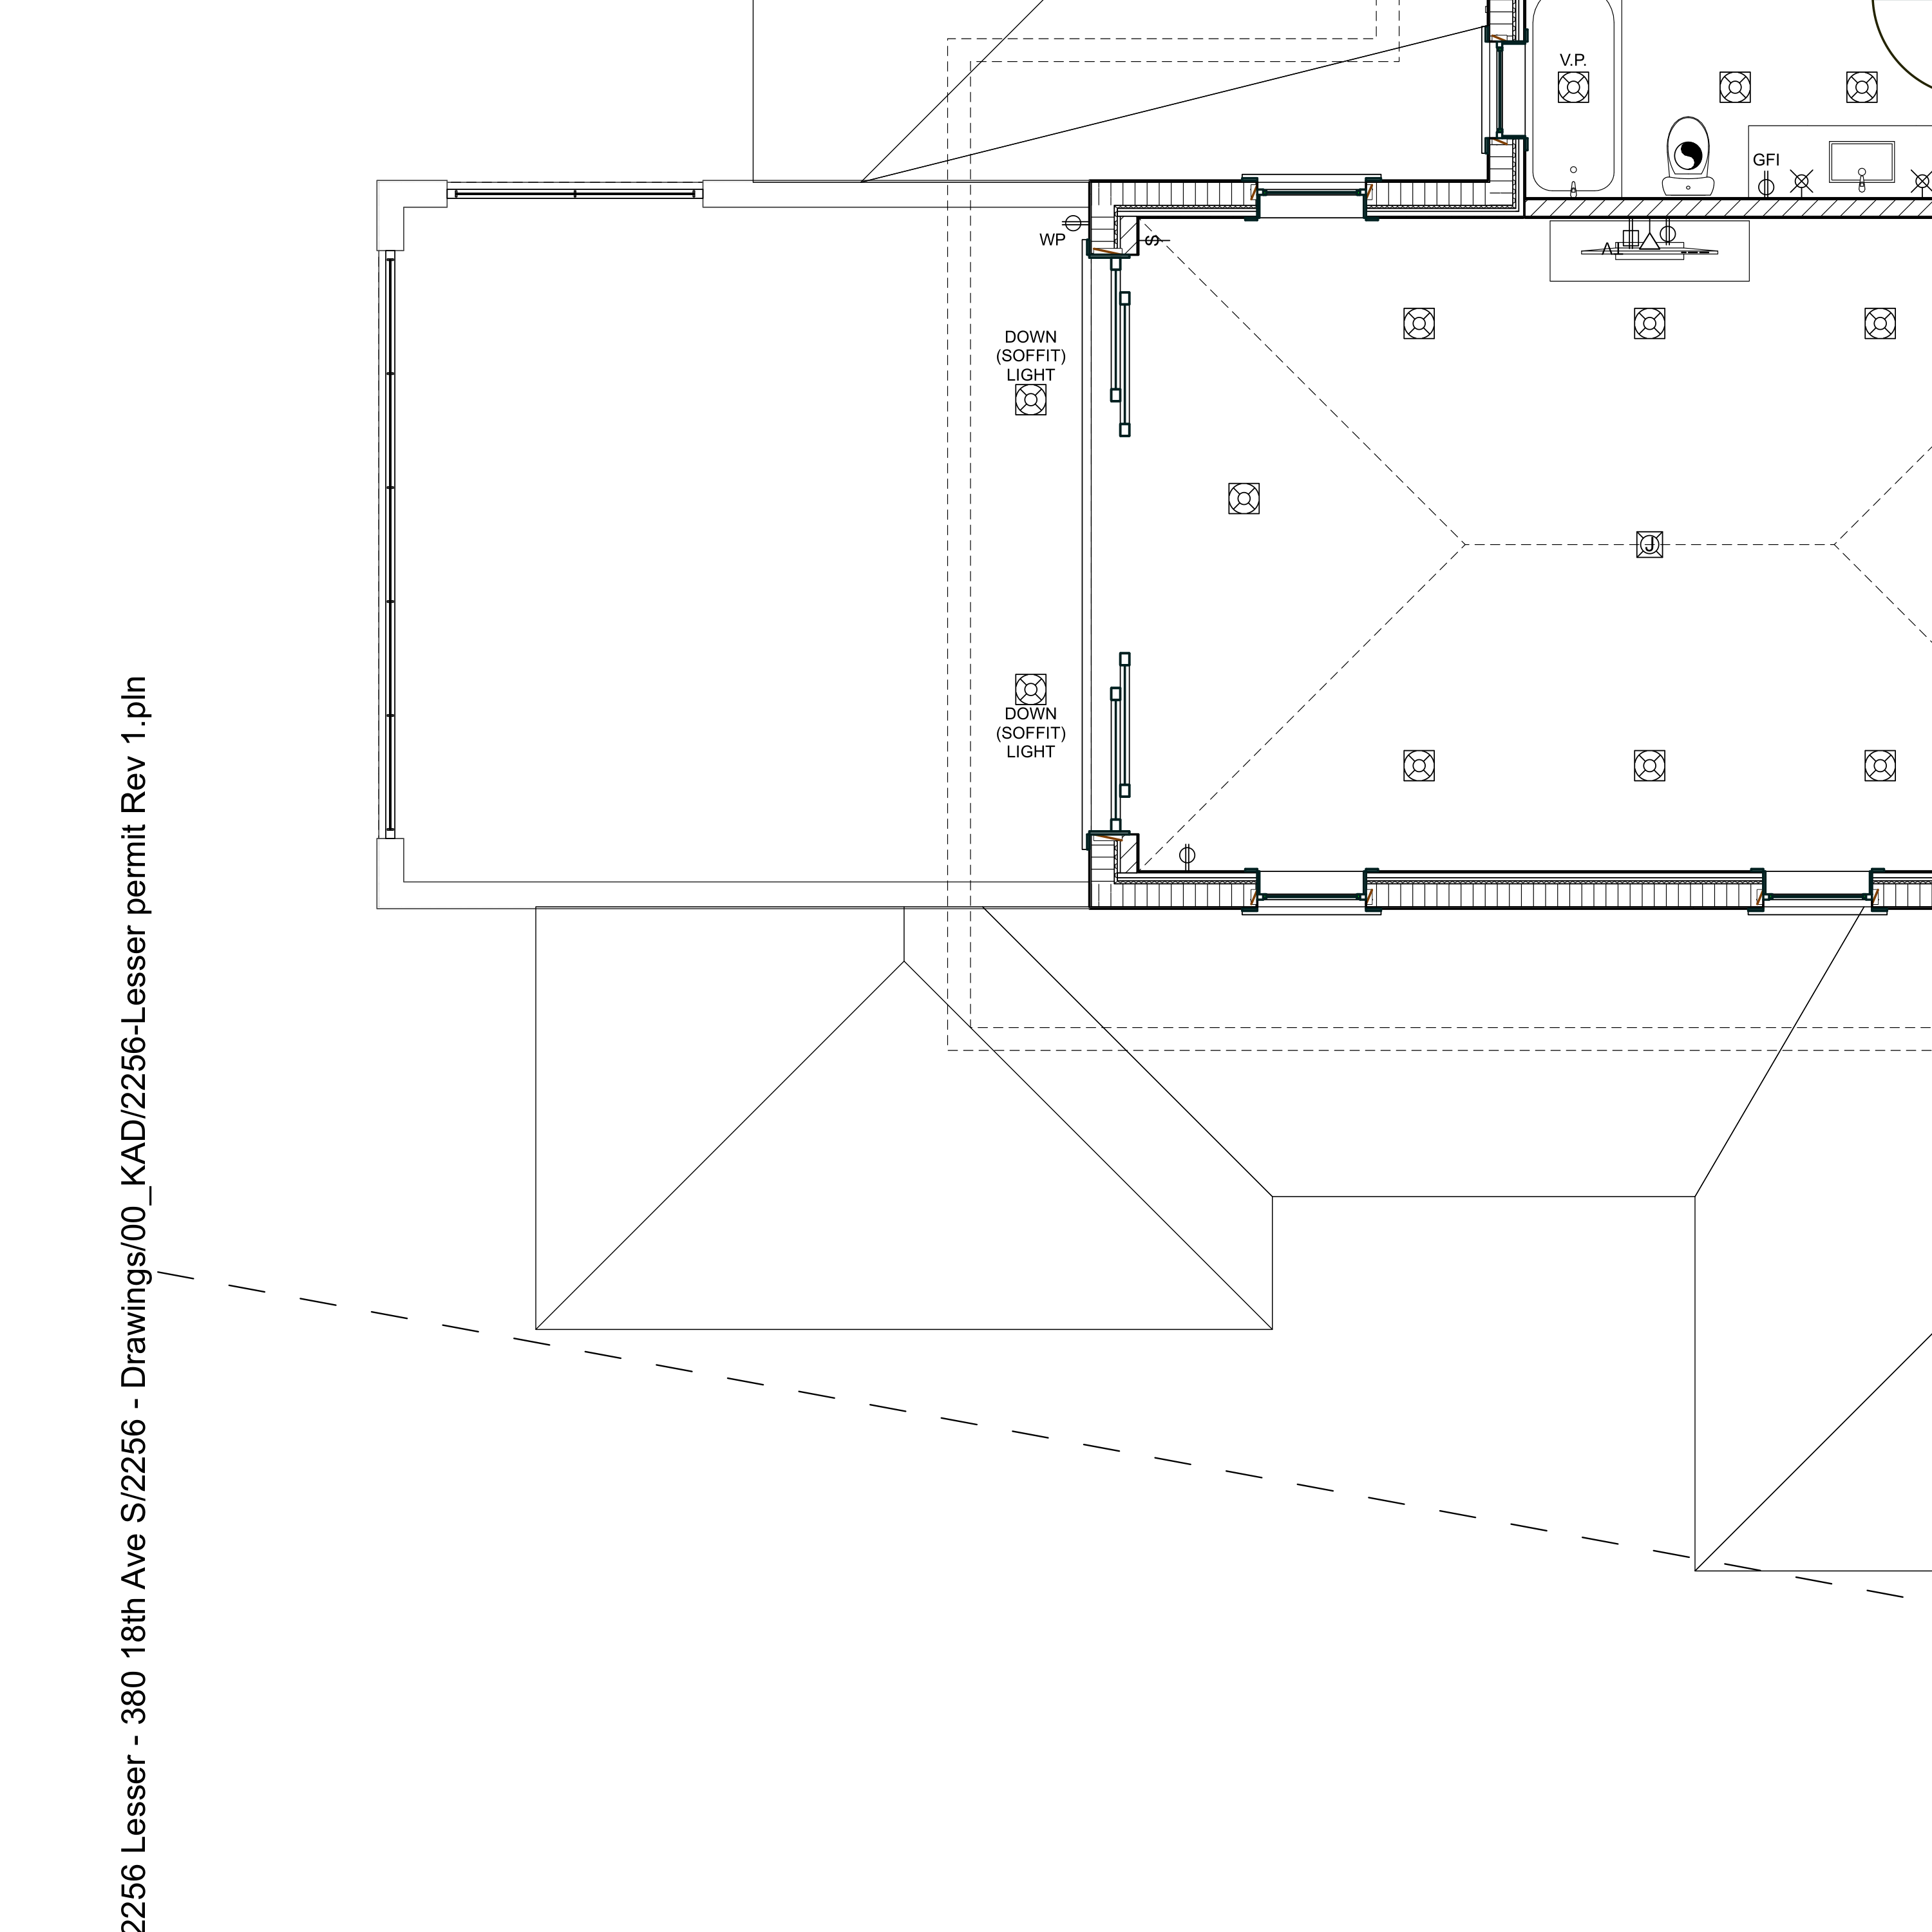 V.P.
GFI
WP
S
DOWN
(SOFFIT)
LIGHT
J
DOWN
(SOFFIT)
LIGHT
2256 Lesser - 380 18th Ave S/2256 - Drawings/00_KAD/2256-Lesser permit Rev 1.pln